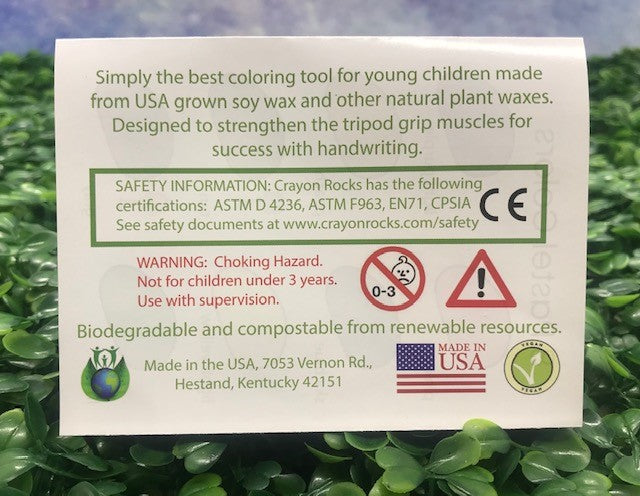 Simply the best coloring tool for young children made
from USA grown soy wax and other natural plant waxes.
Designed to strengthen the tripod grip muscles for
success with handwriting.
SAFETY INFORMATION: Crayon Rocks has the following
certifications: ASTM D 4236, ASTM F963, EN71, CPSIA
See safety documents at www.crayonrocks.com/safety
CE
WARNING: Choking Hazard.
Not for children under 3 years.
Use with supervision.
0-3
!
Biodegradable and compostable from renewable resources.
Made in the USA, 7053 Vernon Rd.,
Hestand, Kentucky 42151
MADE IN
USA
VEGAN
V
VEGAN